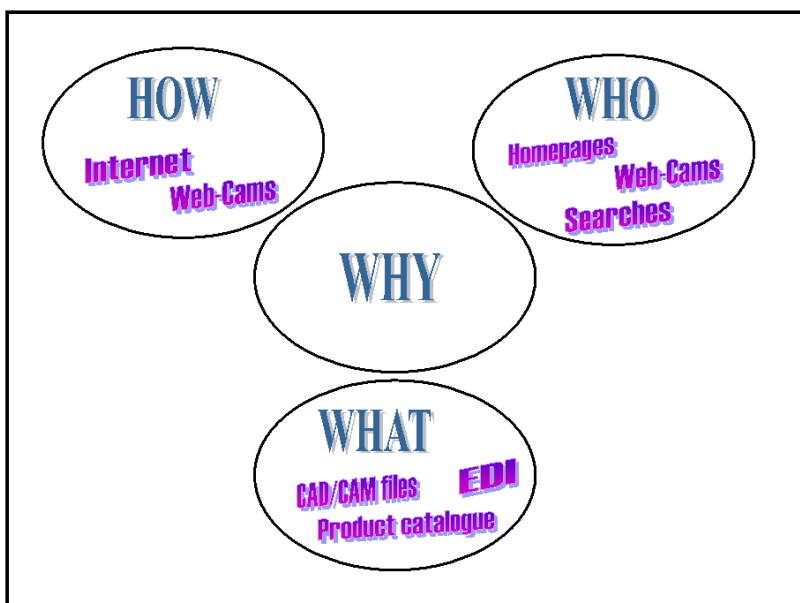 HOW
Internet
Web-Cams
WHO
Homepages
Web-Cams
Searches
WHY
WHAT
CAD/CAM files
EDI
Product catalogue